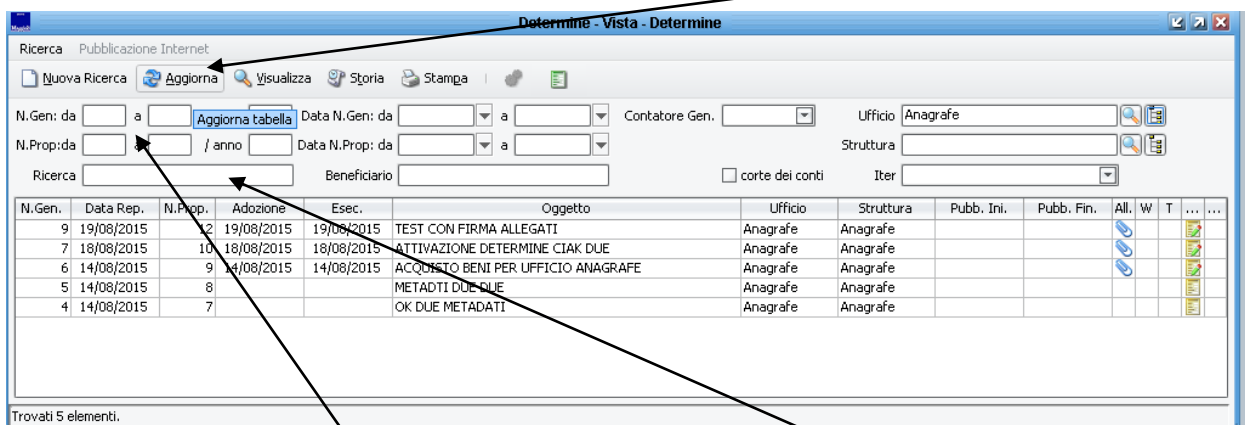 Determine - Vista - Determine
Ricerca Pubblicazione Internet
Nuova Ricerca Aggiorna Visualizza Storia Stampa
N.Gen: da a Aggiorna tabella Data N.Gen: da a Contatore Gen. Ufficio Anagrafe
N.Prop:da a / anno Data N.Prop: da a Struttura
Ricerca Beneficiario corte dei conti Iter
N.Gen. Data Rep. N.Prop. Adozione Esec. Oggetto Ufficio Struttura Pubb. Ini. Pubb. Fin. All. W T ... ...
9 19/08/2015 12 19/08/2015 19/08/2015 TEST CON FIRMA ALLEGATI Anagrafe Anagrafe
7 18/08/2015 10 18/08/2015 18/08/2015 ATTIVAZIONE DETERMINE CIAK DUE Anagrafe Anagrafe
6 14/08/2015 9 14/08/2015 14/08/2015 ACQUISTO BENI PER UFFICIO ANAGRAFE Anagrafe Anagrafe
5 14/08/2015 8 METADTI DUE DUE Anagrafe Anagrafe
4 14/08/2015 7 OK DUE METADATI Anagrafe Anagrafe
Trovati 5 elementi.